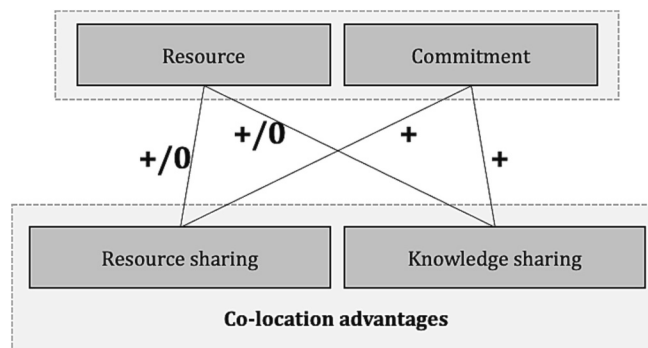 Resource
Commitment
+/0
+
+/0
+
Resource sharing
Knowledge sharing
Co-location advantages